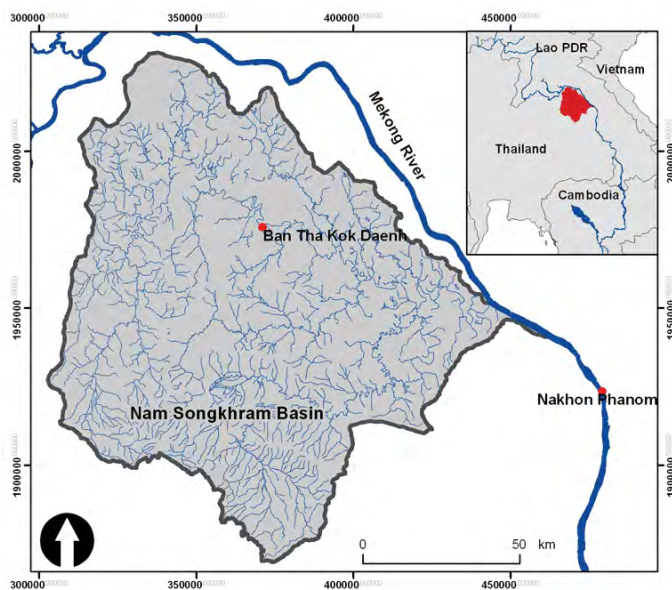 300000
350000
400000
450000
Lao PDR
Vietnam
Thailand
Cambodia
Mekong River
2000000
2000000
Ban Tha Kok Daenh
1950000
1950000
Nakhon Phanom
Nam Songkhram Basin
1900000
1900000
0 50 km
300000
350000
400000
450000